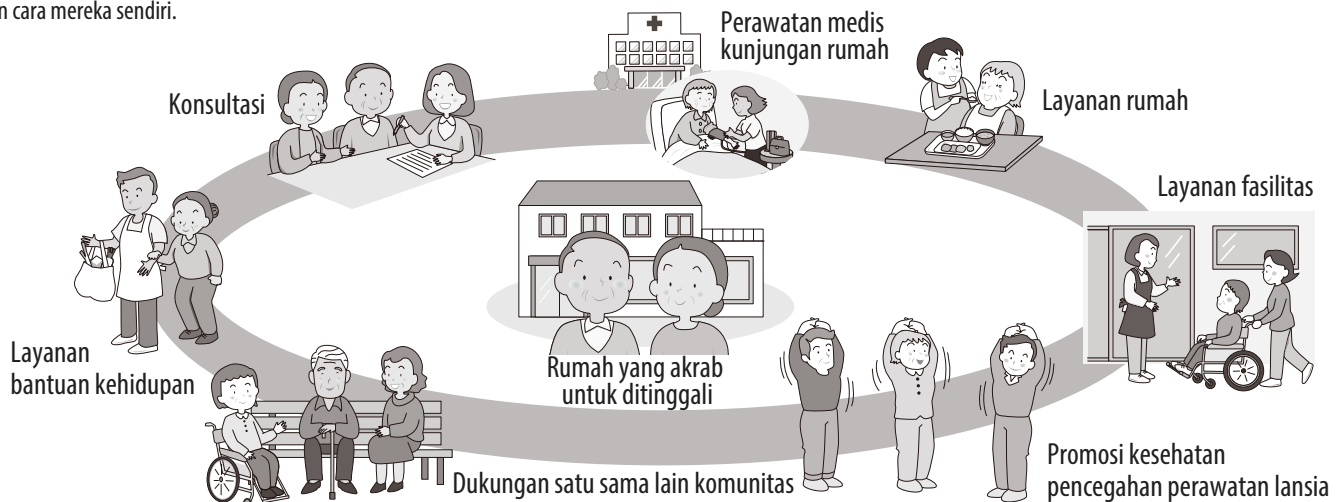 n cara mereka sendiri.
Perawatan medis
kunjungan rumah
Konsultasi
Layanan rumah
Layanan fasilitas
Layanan
bantuan kehidupan
Rumah yang akrab
untuk ditinggali
Dukungan satu sama lain komunitas
Promosi kesehatan
pencegahan perawatan lansia